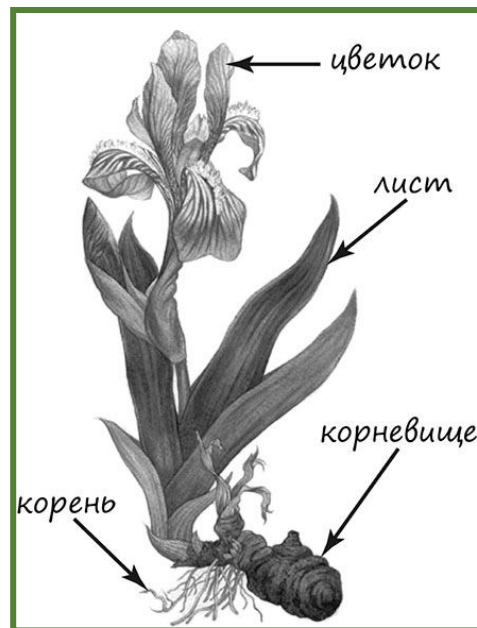 цветок
лист
корневище
корень